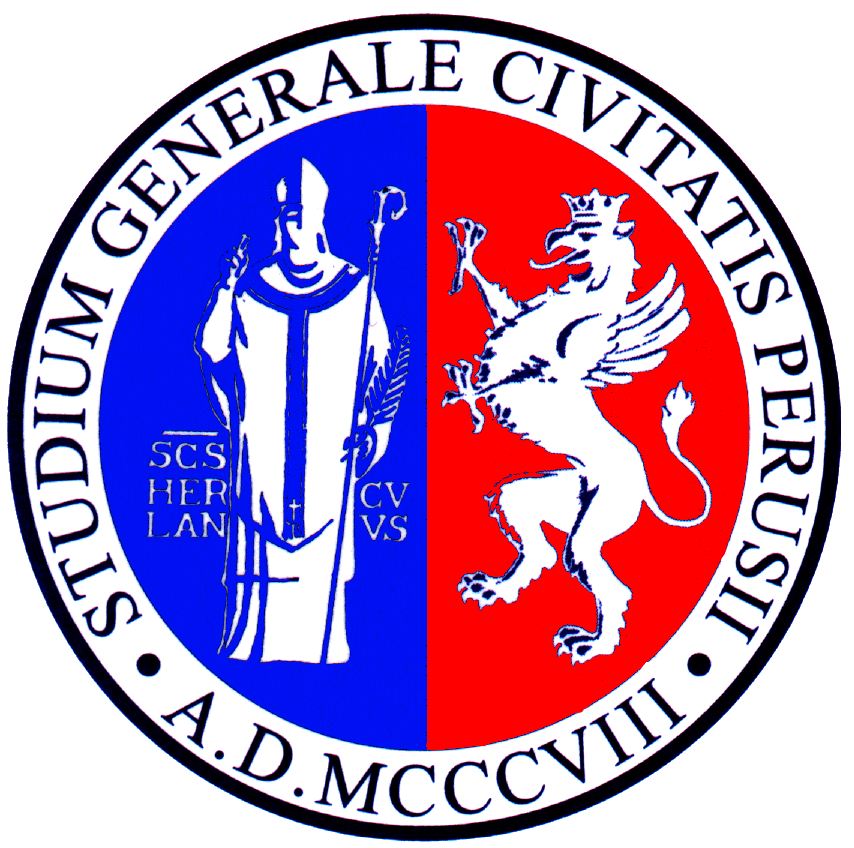 STUDIUM GENERALE CIVITATIS PERUSII
SCS
HER CV
LAN VS
• A.D. MCCCVIII •